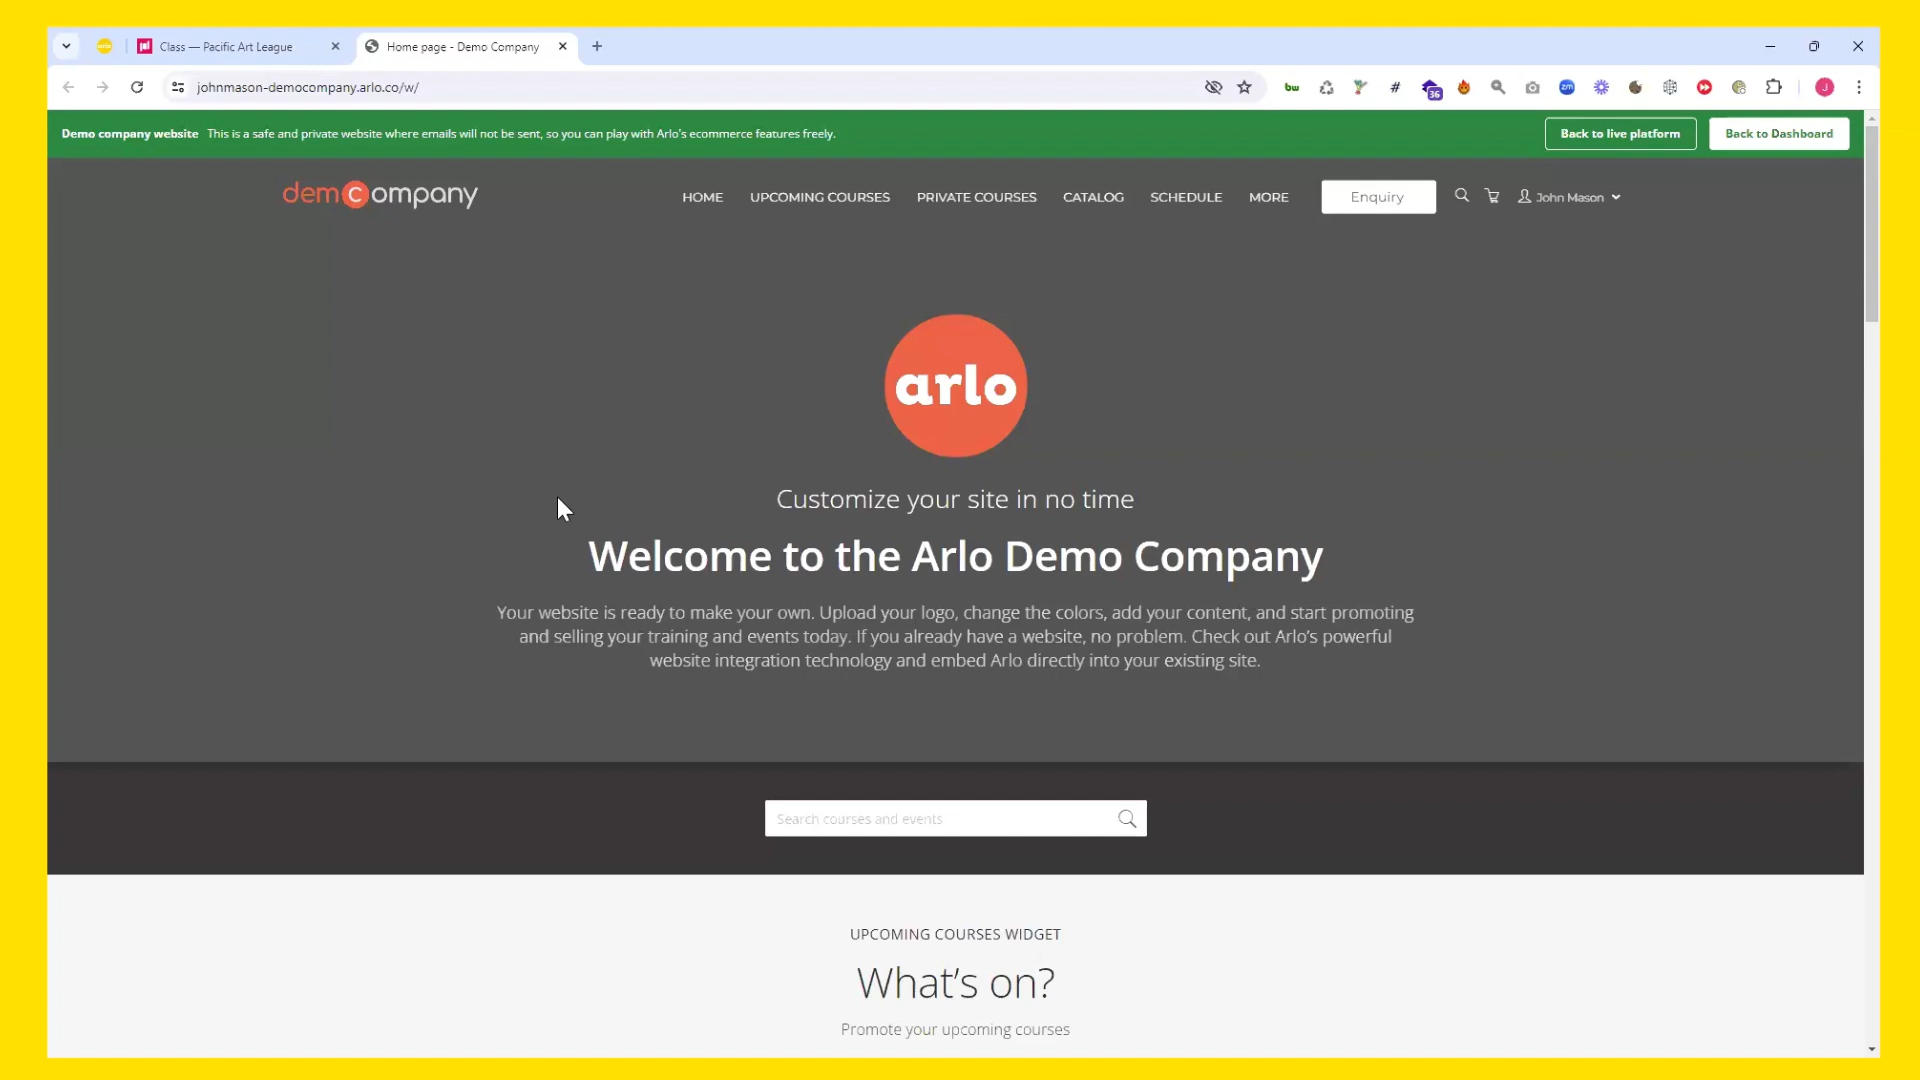 Class — Pacific Art League
Home page - Demo Company
johnmason-democompany.arlo.co/w/
bw
#
36
zm
J
Demo company website This is a safe and private website where emails will not be sent, so you can play with Arlo's ecommerce features freely.
Back to live platform
Back to Dashboard
demcompany
HOME
UPCOMING COURSES
PRIVATE COURSES
CATALOG
SCHEDULE
MORE
Enquiry
John Mason
arlo
Customize your site in no time
Welcome to the Arlo Demo Company
Your website is ready to make your own. Upload your logo, change the colors, add your content, and start promoting
and selling your training and events today. If you already have a website, no problem. Check out Arlo's powerful
website integration technology and embed Arlo directly into your existing site.
Search courses and events
UPCOMING COURSES WIDGET
What's on?
Promote your upcoming courses